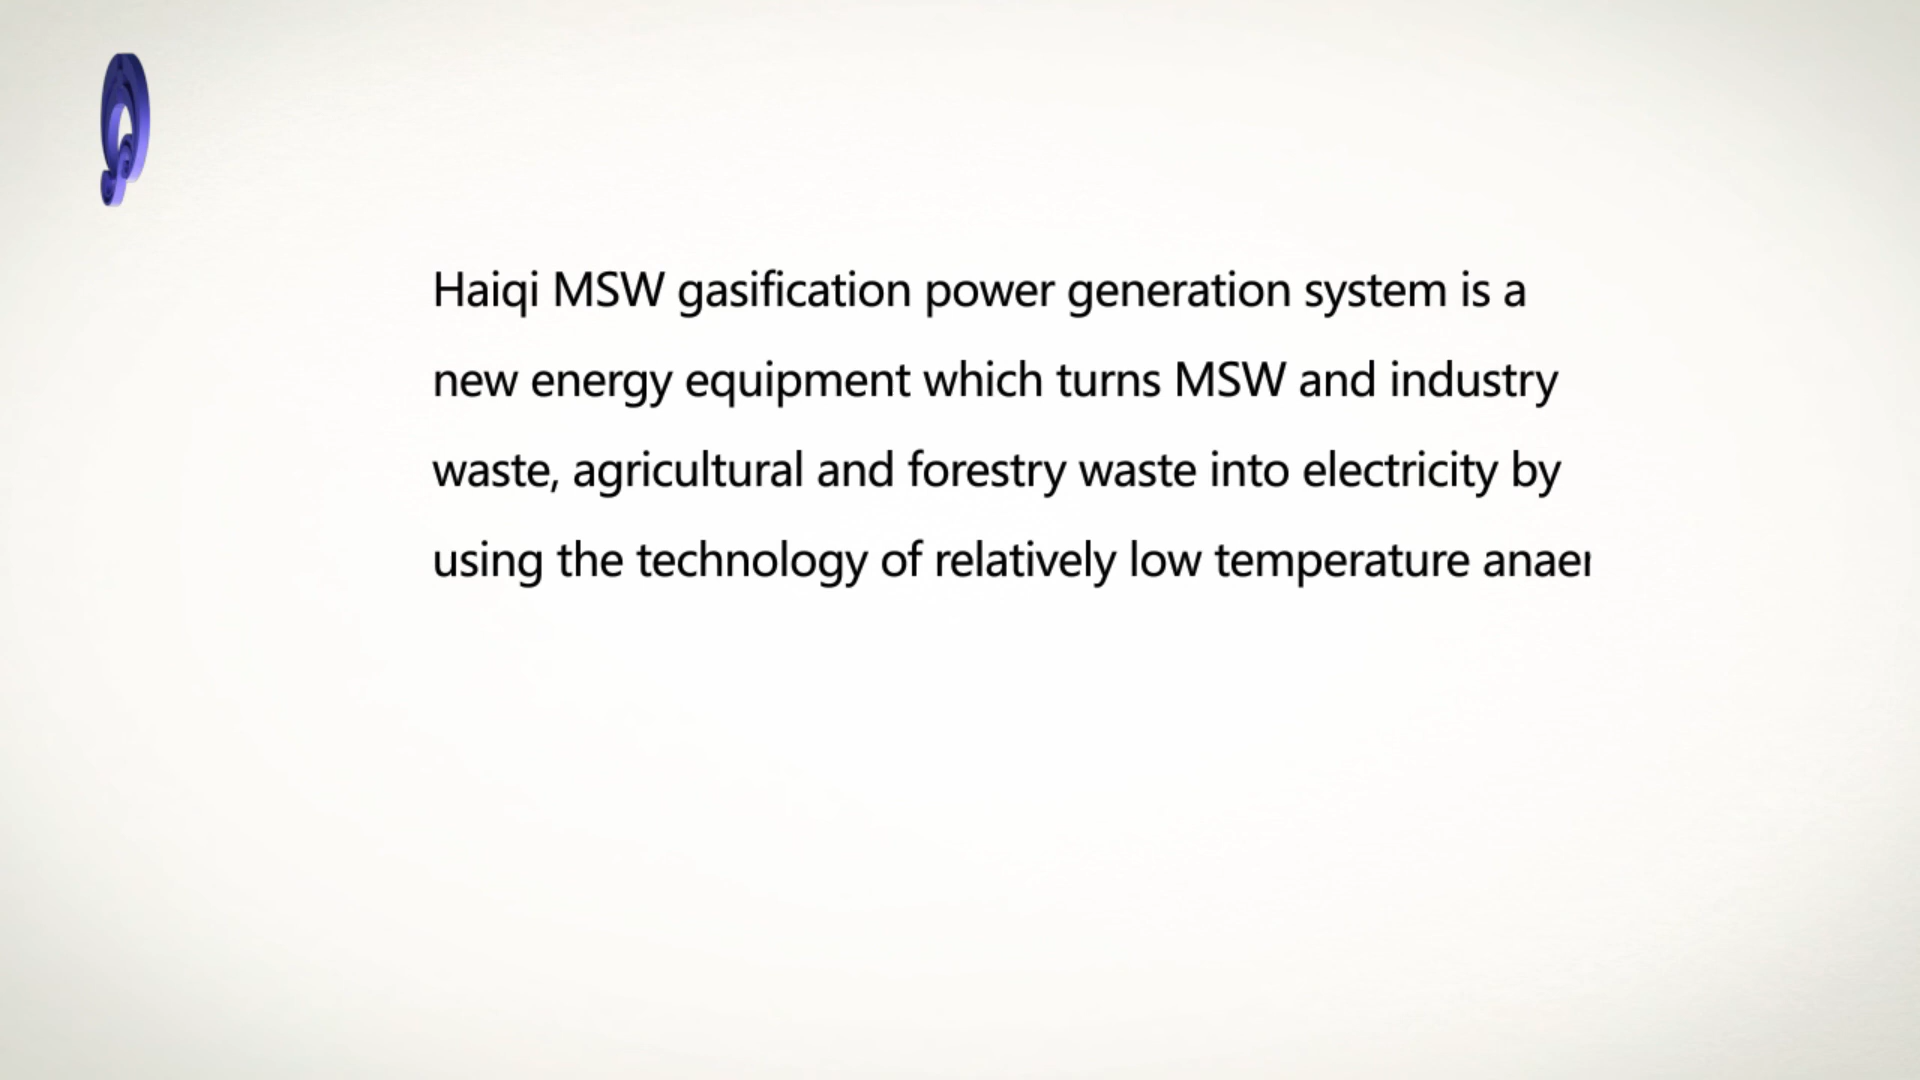 Haiqi MSW gasification power generation system is a
new energy equipment which turns MSW and industry
waste, agricultural and forestry waste into electricity by
using the technology of relatively low temperature